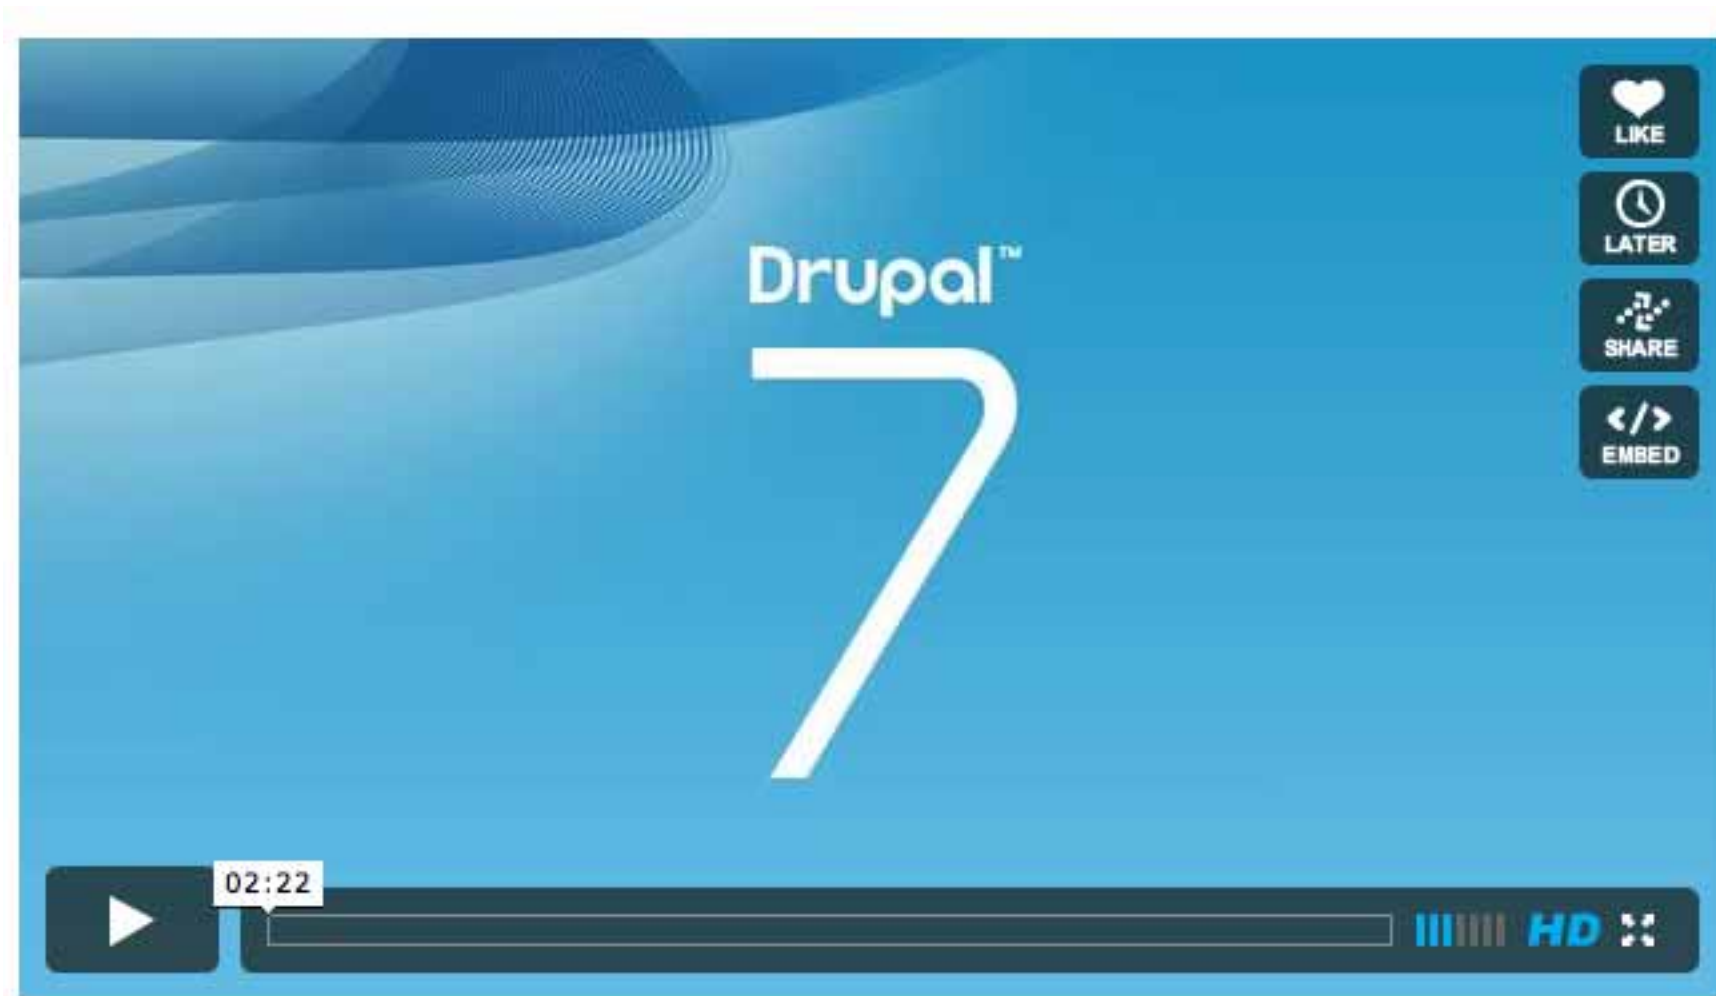 Drupal™
7
LIKE
LATER
SHARE
</>
EMBED
02:22
HD